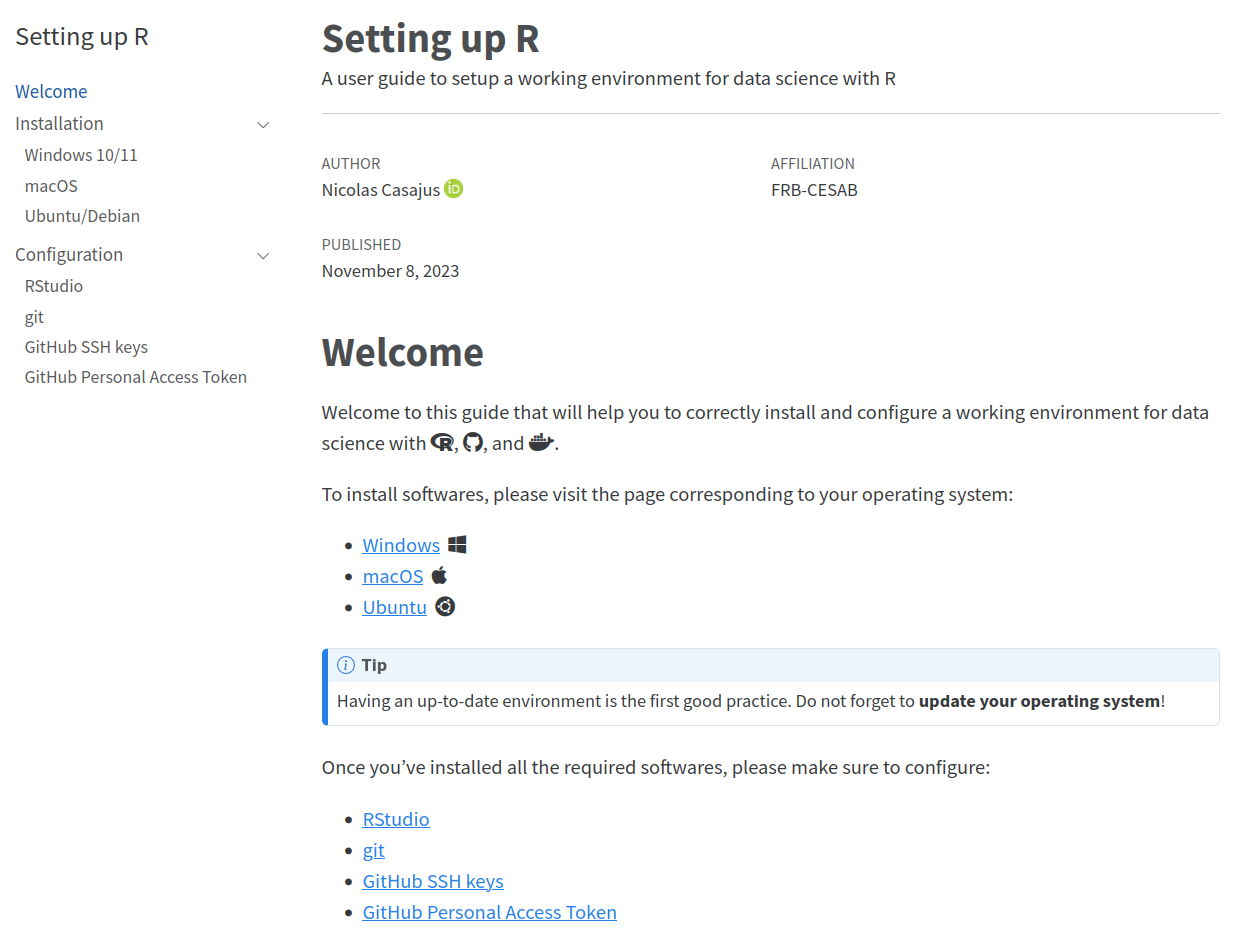 Setting up R
Welcome
Installation
Windows 10/11
macOS
Ubuntu/Debian
Configuration
RStudio
git
GitHub SSH keys
GitHub Personal Access Token
Setting up R
A user guide to setup a working environment for data science with R
AUTHOR
Nicolas Casajus iD
AFFILIATION
FRB-CESAB
PUBLISHED
November 8, 2023
Welcome
Welcome to this guide that will help you to correctly install and configure a working environment for data
science with R, , and .
To install softwares, please visit the page corresponding to your operating system:
• Windows
• macOS
• Ubuntu
i Tip
Having an up-to-date environment is the first good practice. Do not forget to update your operating system!
Once you’ve installed all the required softwares, please make sure to configure:
• RStudio
• git
• GitHub SSH keys
• GitHub Personal Access Token